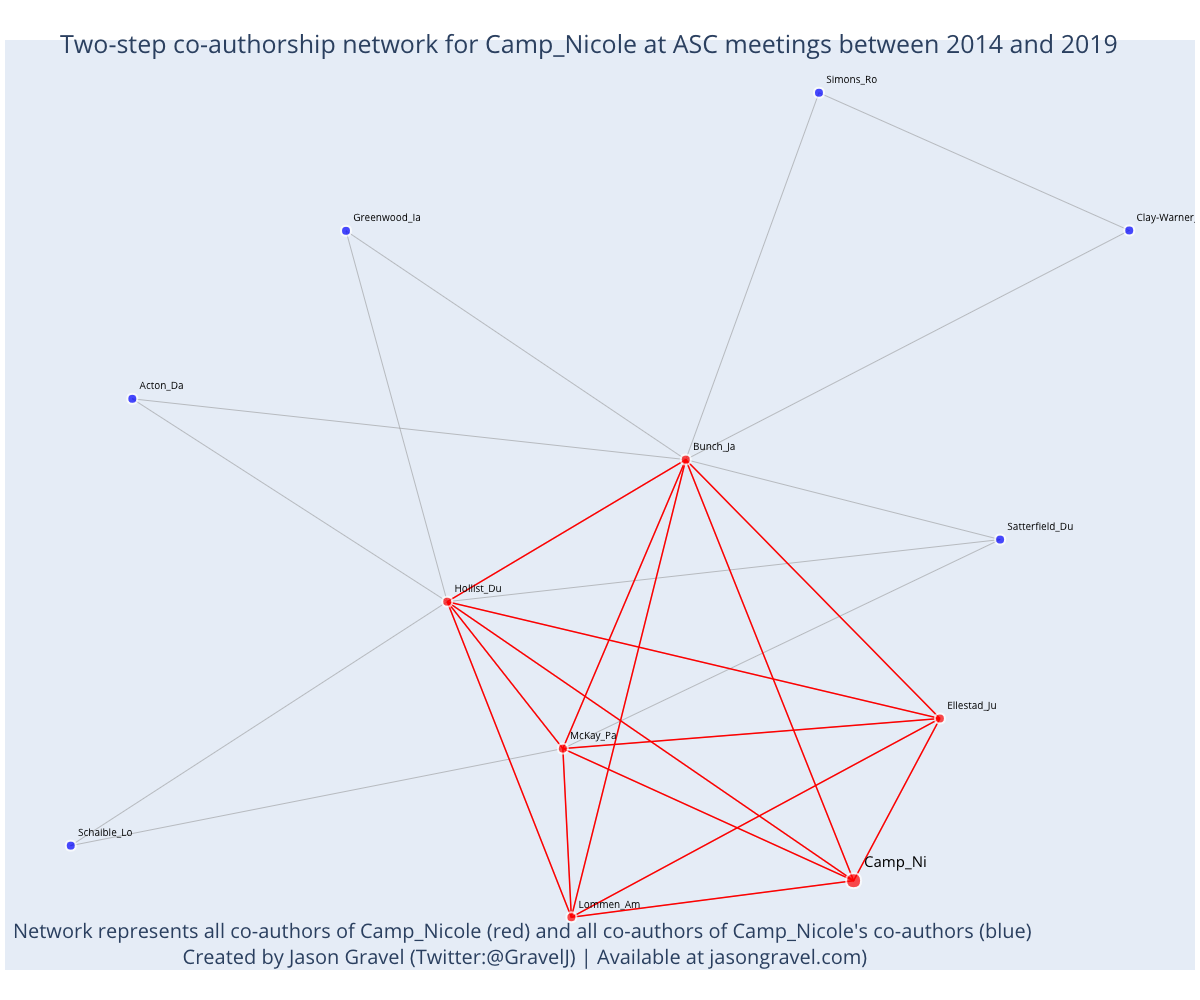 Two-step co-authorship network for Camp_Nicole at ASC meetings between 2014 and 2019
Simons_Ro
Greenwood_Ia
Clay-Warner_
Acton_Da
Bunch_Ja
Satterfield_Du
Hollist_Du
Ellestad_Ju
McKay_Pa
Schaible_Lo
Camp_Ni
Lommen_Am
Network represents all co-authors of Camp_Nicole (red) and all co-authors of Camp_Nicole's co-authors (blue)
Created by Jason Gravel (Twitter:@GravelJ) | Available at jasongravel.com)